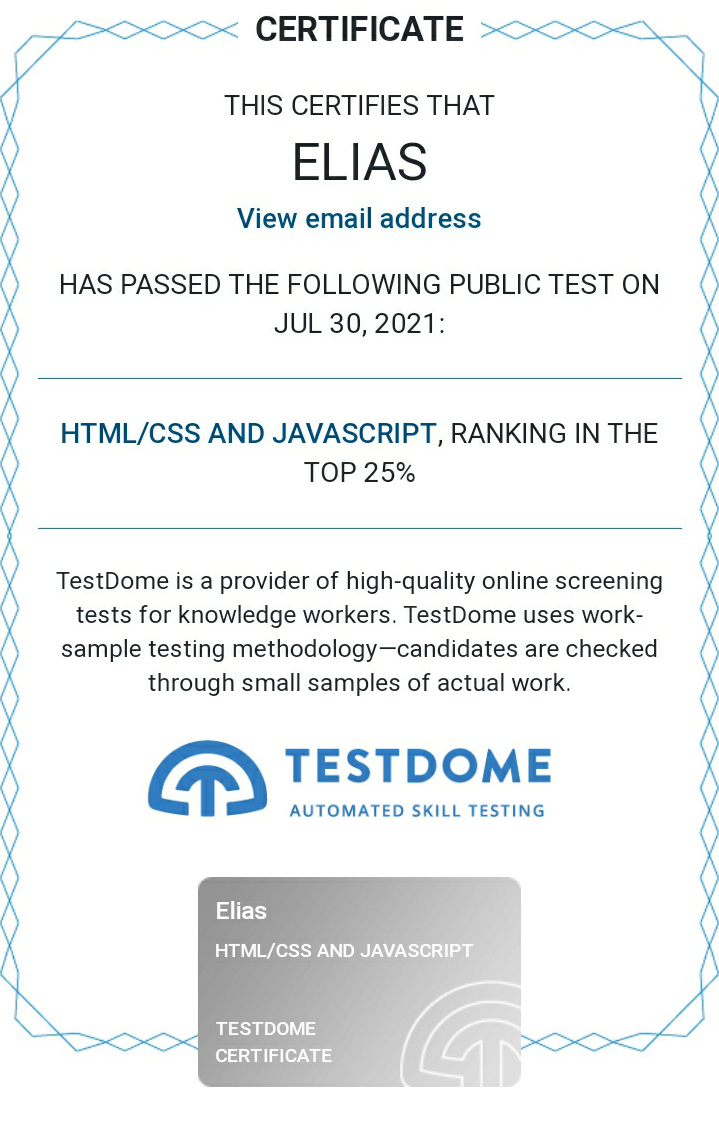 CERTIFICATE
THIS CERTIFIES THAT
ELIAS
View email address
HAS PASSED THE FOLLOWING PUBLIC TEST ON
JUL 30, 2021:
HTML/CSS AND JAVASCRIPT, RANKING IN THE
TOP 25%
TestDome is a provider of high-quality online screening
tests for knowledge workers. TestDome uses work-
sample testing methodology—candidates are checked
through small samples of actual work.
TESTDOME
AUTOMATED SKILL TESTING
Elias
HTML/CSS AND JAVASCRIPT
TESTDOME
CERTIFICATE